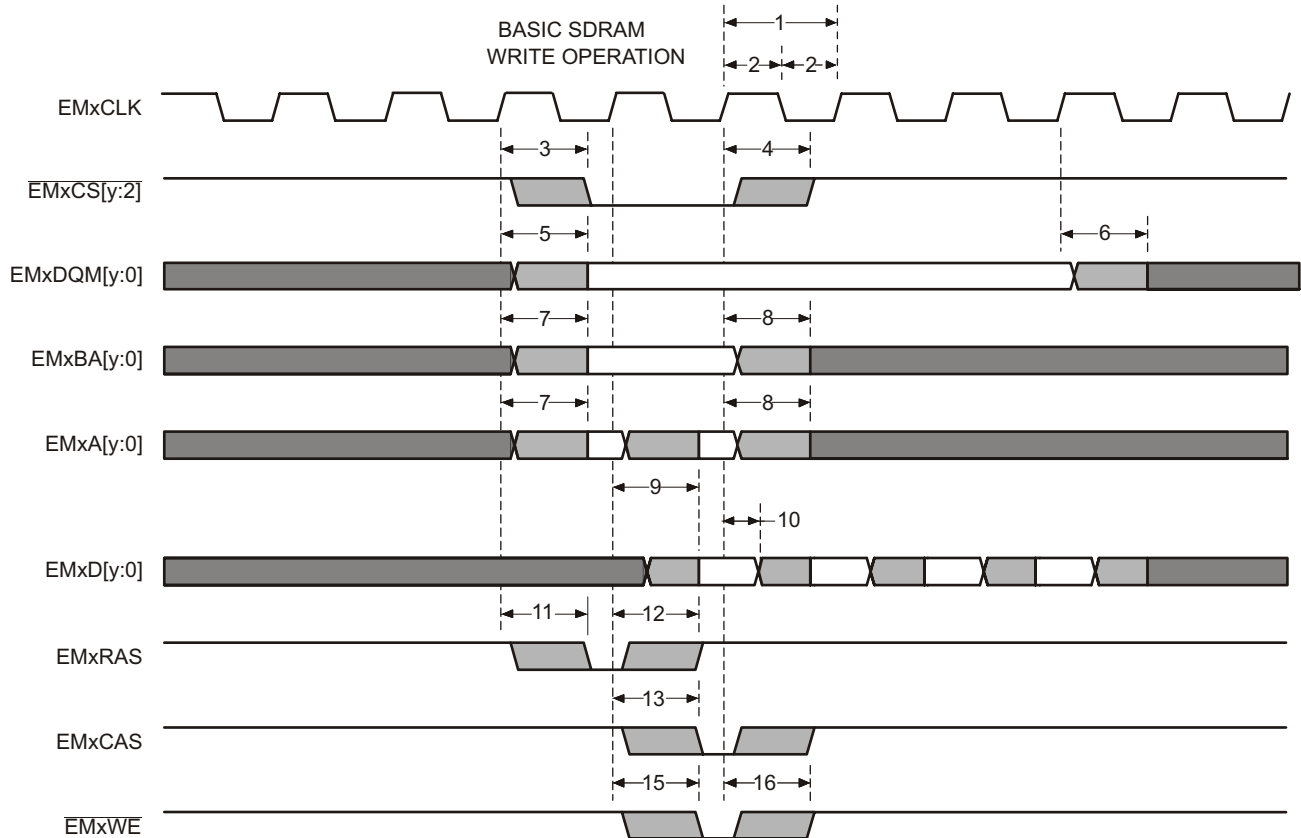 BASIC SDRAM
WRITE OPERATION
1
2 2
EMxCLK
3 4
EMxCS[y:2]
5 6
EMxDQM[y:0]
7 8
EMxBA[y:0]
7 8
EMxA[y:0]
9 10
EMxD[y:0]
11 12
EMxRAS
13
EMxCAS
15 16
EMxWE